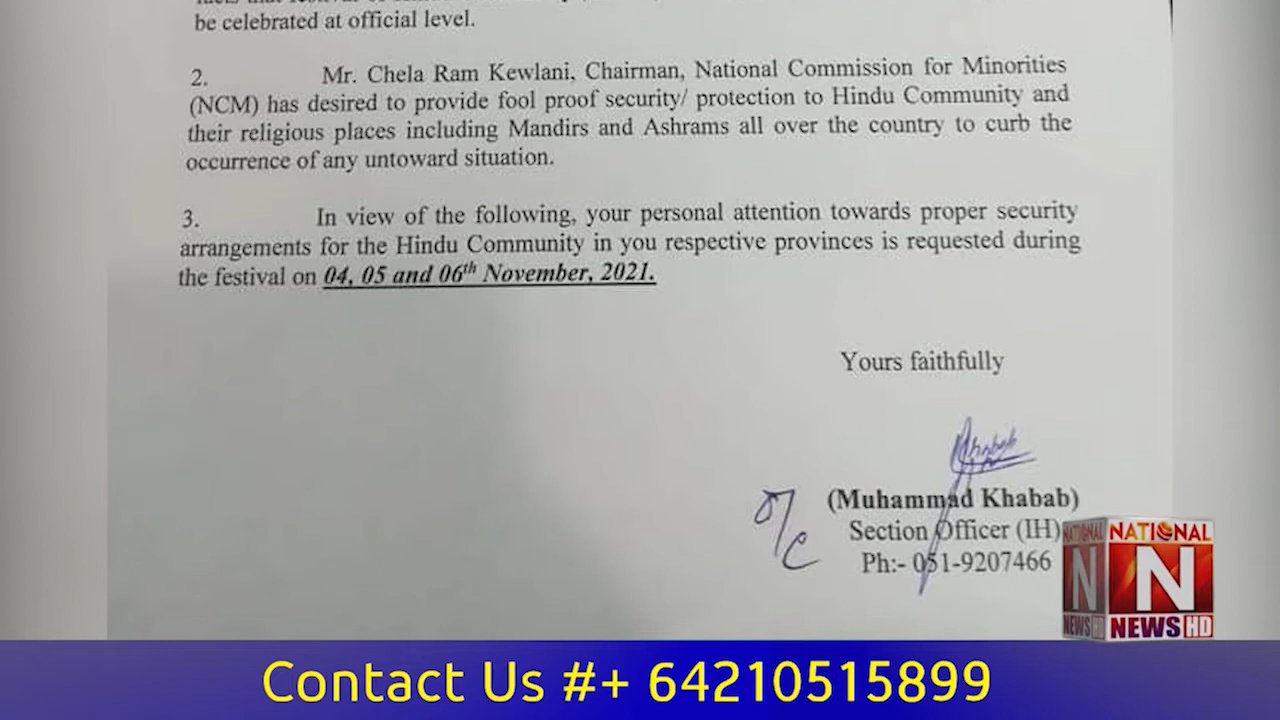 be celebrated at official level.
2. Mr. Chela Ram Kewlani, Chairman, National Commission for Minorities
(NCM) has desired to provide fool proof security/ protection to Hindu Community and
their religious places including Mandirs and Ashrams all over the country to curb the
occurrence of any untoward situation.
3. In view of the following, your personal attention towards proper security
arrangements for the Hindu Community in you respective provinces is requested during
the festival on 04, 05 and 06th November, 2021.
Yours faithfully
Khabab
(Muhammad Khabab)
O/C
Section Officer (IH)
Ph:- 051-9207466
NATIONAL
N
NEWS HD
NATIONAL
N
NEWS
Contact Us #+ 64210515899